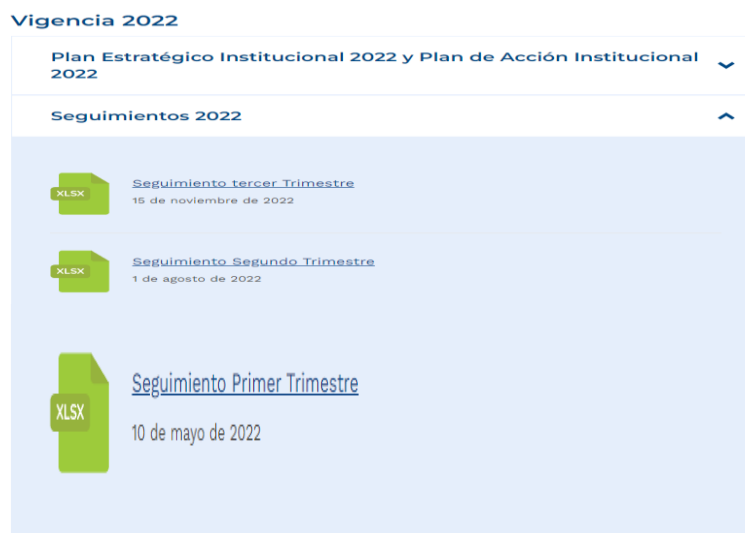 Vigencia 2022
Plan Estratégico Institucional 2022 y Plan de Acción Institucional
2022
Seguimientos 2022
XLSX
Seguimiento tercer Trimestre
15 de noviembre de 2022
XLSX
Seguimiento Segundo Trimestre
1 de agosto de 2022
XLSX
Seguimiento Primer Trimestre
10 de mayo de 2022